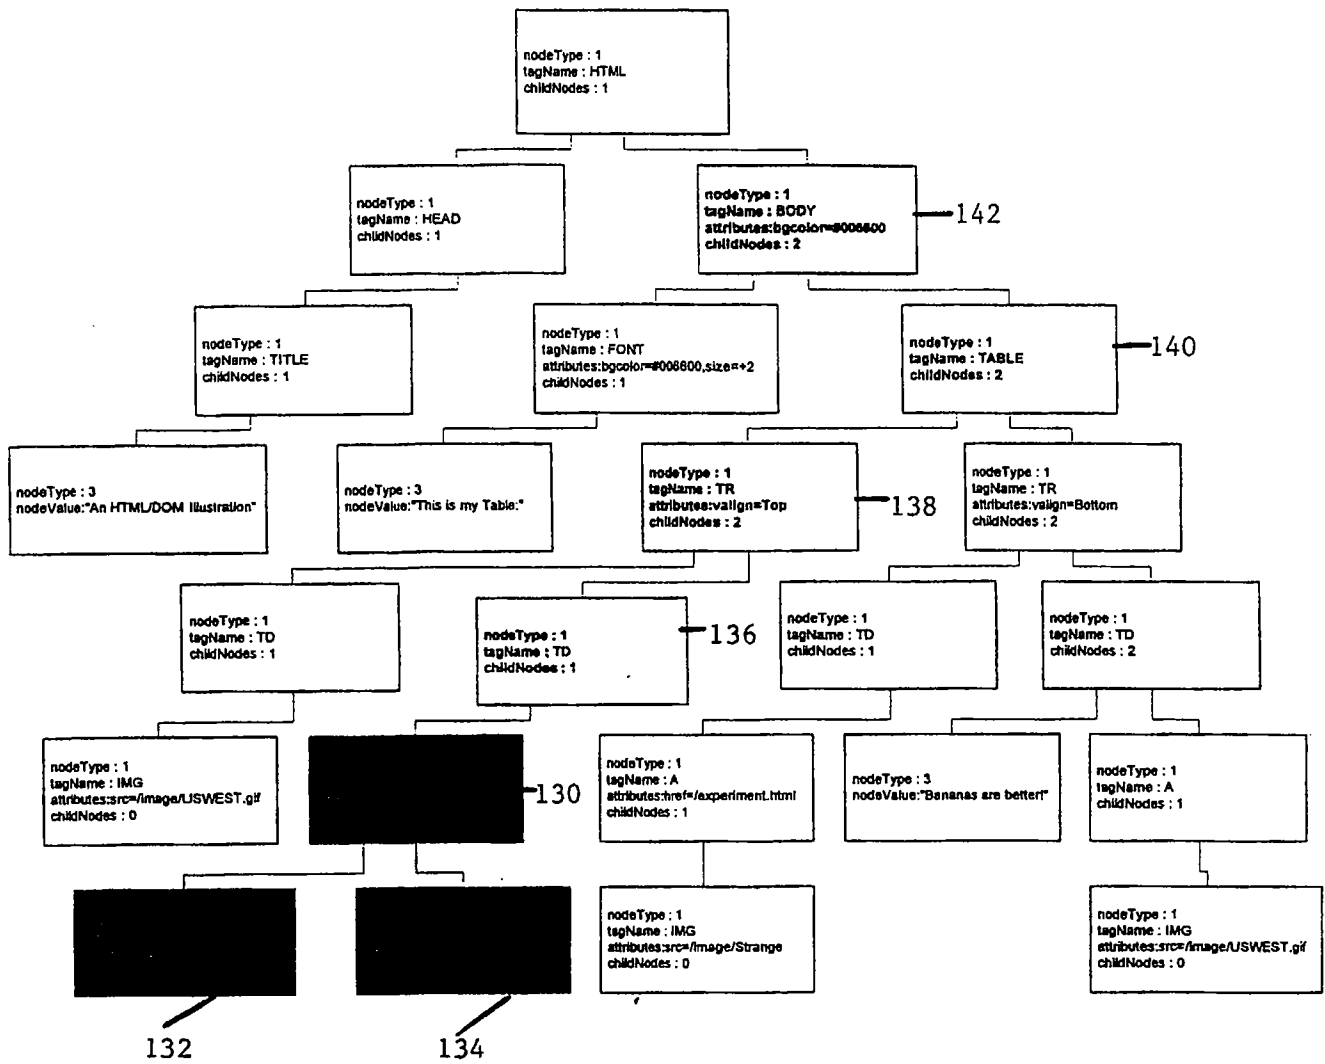 nodeType : 1
tagName : HTML
childNodes : 1
nodeType : 1
tagName : HEAD
childNodes : 1
nodeType : 1
tagName : BODY
attributes:bgcolor=#006600
childNodes : 2
142
nodeType : 1
tagName : TITLE
childNodes : 1
nodeType : 1
tagName : FONT
attributes:bgcolor=#006600,size=+2
childNodes : 1
nodeType : 1
tagName : TABLE
childNodes : 2
140
nodeType : 3
nodeValue:"An HTML/DOM Illustration"
nodeType : 3
nodeValue:"This is my Table:"
nodeType : 1
tagName : TR
attributes:valign=Top
childNodes : 2
138
nodeType : 1
tagName : TR
attributes:valign=Bottom
childNodes : 2
nodeType : 1
tagName : TD
childNodes : 1
nodeType : 1
tagName : TD
childNodes : 1
136
nodeType : 1
tagName : TD
childNodes : 1
nodeType : 1
tagName : TD
childNodes : 2
nodeType : 1
tagName : IMG
attributes:src=/image/USWEST.gif
childNodes : 0
130
nodeType : 1
tagName : A
attributes:href=/experiment.html
childNodes : 1
nodeType : 3
nodeValue:"Bananas are better!"
nodeType : 1
tagName : A
childNodes : 1
132
134
nodeType : 1
tagName : IMG
attributes:src=/image/Strange
childNodes : 0
nodeType : 1
tagName : IMG
attributes:src=/image/USWEST.gif
childNodes : 0